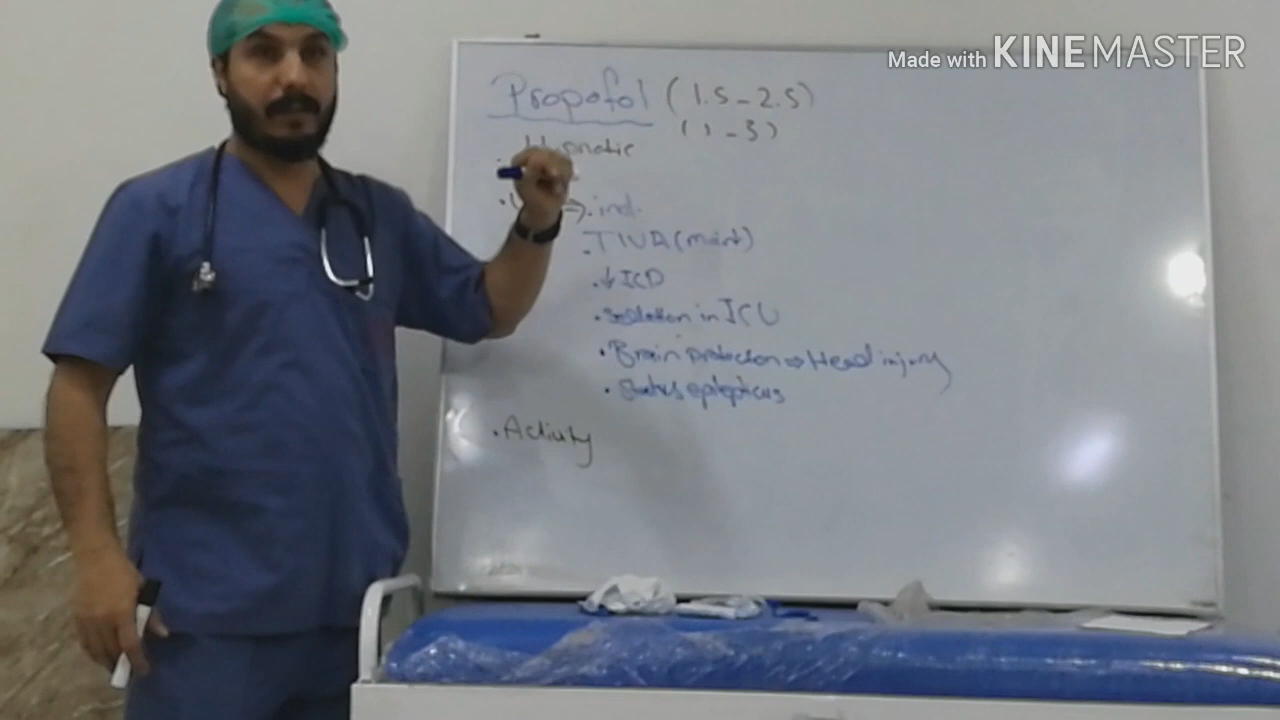 Made with KINEMASTER
Propofol (1.5 - 2.5)
(1 - 3)
. Hypnotic
. ind.
. TIVA (maint)
. ↓ ICP
. Sedation in ICU
. Brain protection ⇒ Head injury
. Status epilepticus
. Activity